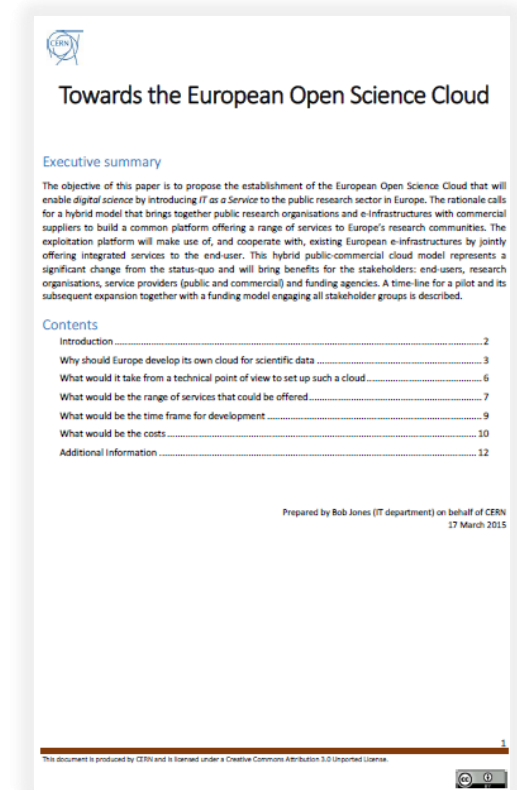 CERN
Towards the European Open Science Cloud
Executive summary
The objective of this paper is to propose the establishment of the European Open Science Cloud that will
enable digital science by introducing IT as a Service to the public research sector in Europe. The rationale calls
for a hybrid model that brings together public research organisations and e-Infrastructures with commercial
suppliers to build a common platform offering a range of services to Europe's research communities. The
exploitation platform will make use of, and cooperate with, existing European e-infrastructures by jointly
offering integrated services to the end-user. This hybrid public-commercial cloud model represents a
significant change from the status-quo and will bring benefits for the stakeholders: end-users, research
organisations, service providers (public and commercial) and funding agencies. A time-line for a pilot and its
subsequent expansion together with a funding model engaging all stakeholder groups is described.
Contents
Introduction ........ 2
Why should Europe develop its own cloud for scientific data ........ 3
What would it take from a technical point of view to set up such a cloud ........ 6
What would be the range of services that could be offered ........ 7
What would be the time frame for development ........ 9
What would be the costs ........ 10
Additional Information ........ 12
Prepared by Bob Jones (IT department) on behalf of CERN
17 March 2015
1
This document is produced by CERN and is licensed under a Creative Commons Attribution 3.0 Unported License.
cc